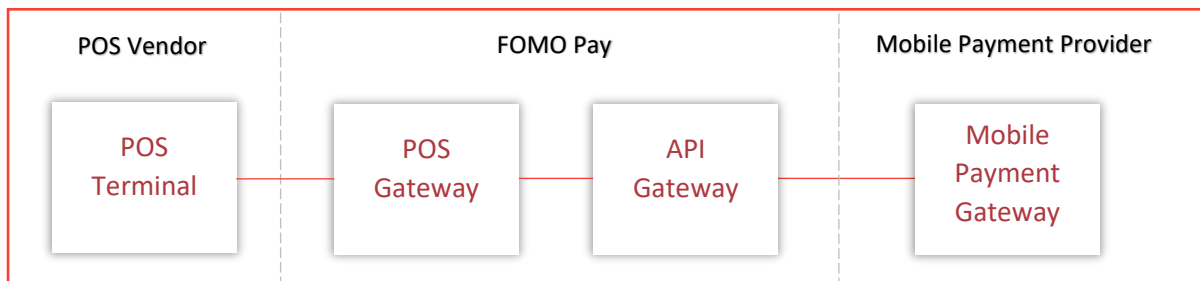 POS Vendor
FOMO Pay
Mobile Payment Provider
POS
Terminal
POS
Gateway
API
Gateway
Mobile
Payment
Gateway